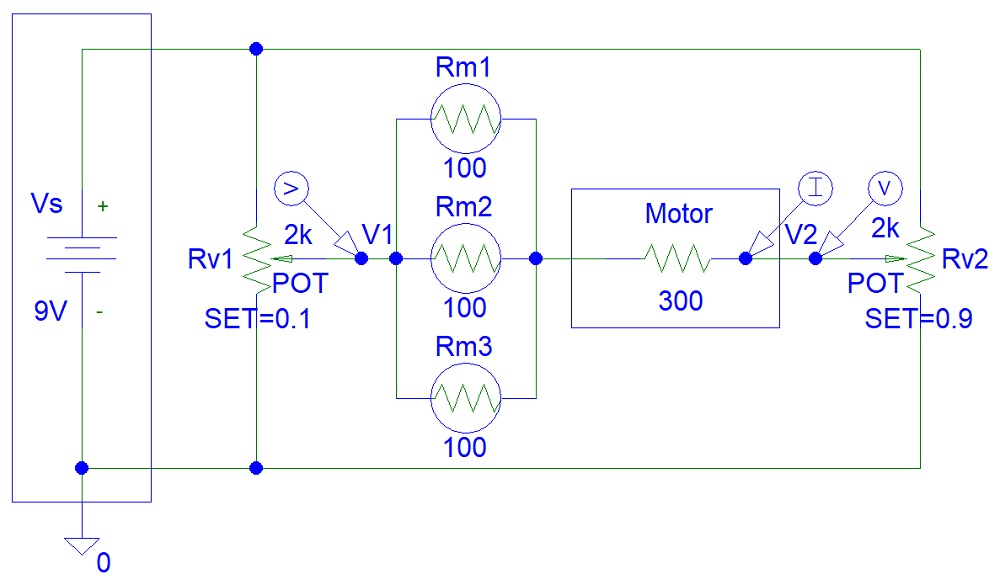 Rm1
100
Vs
+
9V
-
Rv1
2k
POT
SET=0.1
V
V1
Rm2
100
Rm3
100
Motor
300
I
V
V2
2k
POT
SET=0.9
Rv2
0